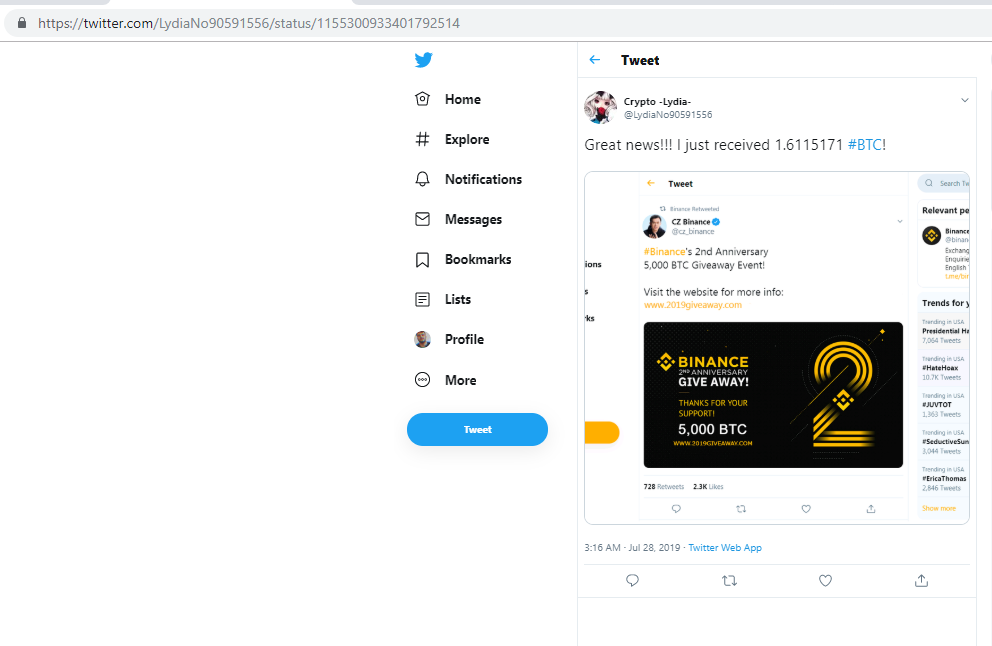 https://twitter.com/LydiaNo90591556/status/1155300933401792514
Home
Explore
Notifications
Messages
Bookmarks
Lists
Profile
More
Tweet
Tweet
Crypto -Lydia-
@LydiaNo90591556
Great news!!! I just received 1.6115171 #BTC!
ions
s
ks
Tweet
Binance Retweeted
CZ Binance
@cz_binance
#Binance's 2nd Anniversary
5,000 BTC Giveaway Event!
Visit the website for more info:
www.2019giveaway.com
BINANCE
2ND ANNIVERSARY
GIVE AWAY!
THANKS FOR YOUR
SUPPORT!
5,000 BTC
WWW.2019GIVEAWAY.COM
2
728 Retweets 2.3K Likes
Search Tw
Relevant pe
Binance
@binan
Exchang
Enquirie
English
t.me/bin
Trends for y
Trending in USA
Presidential Ha
7,064 Tweets
Trending in USA
#HateHoax
10.7K Tweets
Trending in USA
#JUVTOT
1,363 Tweets
Trending in USA
#SeductiveSun
3,044 Tweets
Trending in USA
#EricaThomas
2,846 Tweets
Show more
3:16 AM · Jul 28, 2019 · Twitter Web App